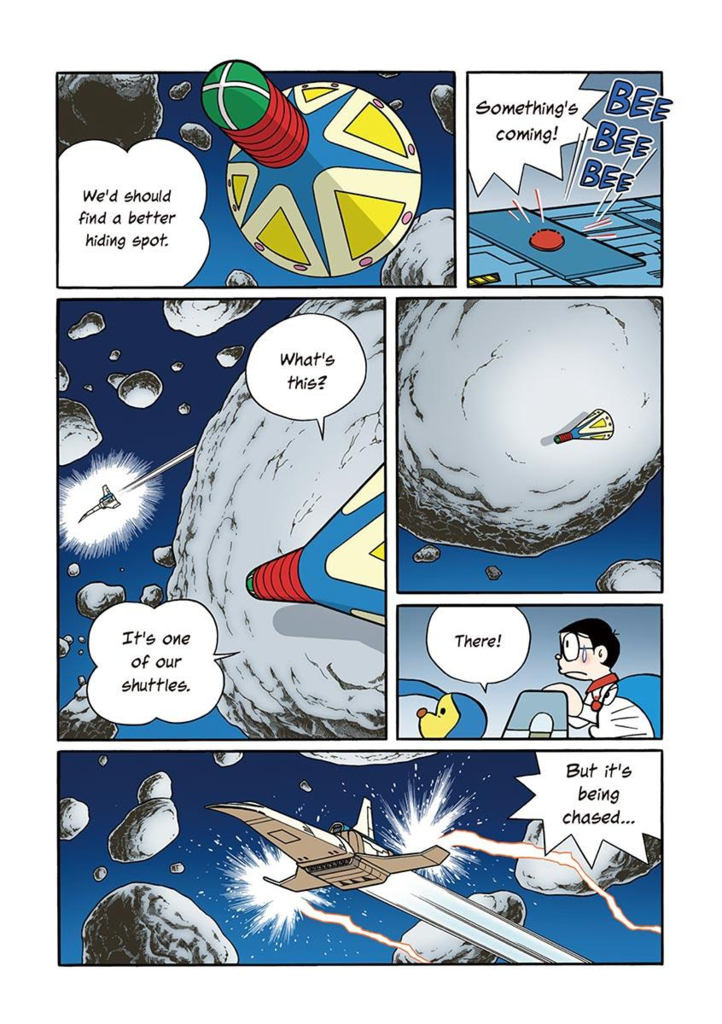 We'd should
find a better
hiding spot.
Something's
coming!
BEE
BEE
BEE
What's
this?
It's one
of our
shuttles.
There!
But it's
being
chased...